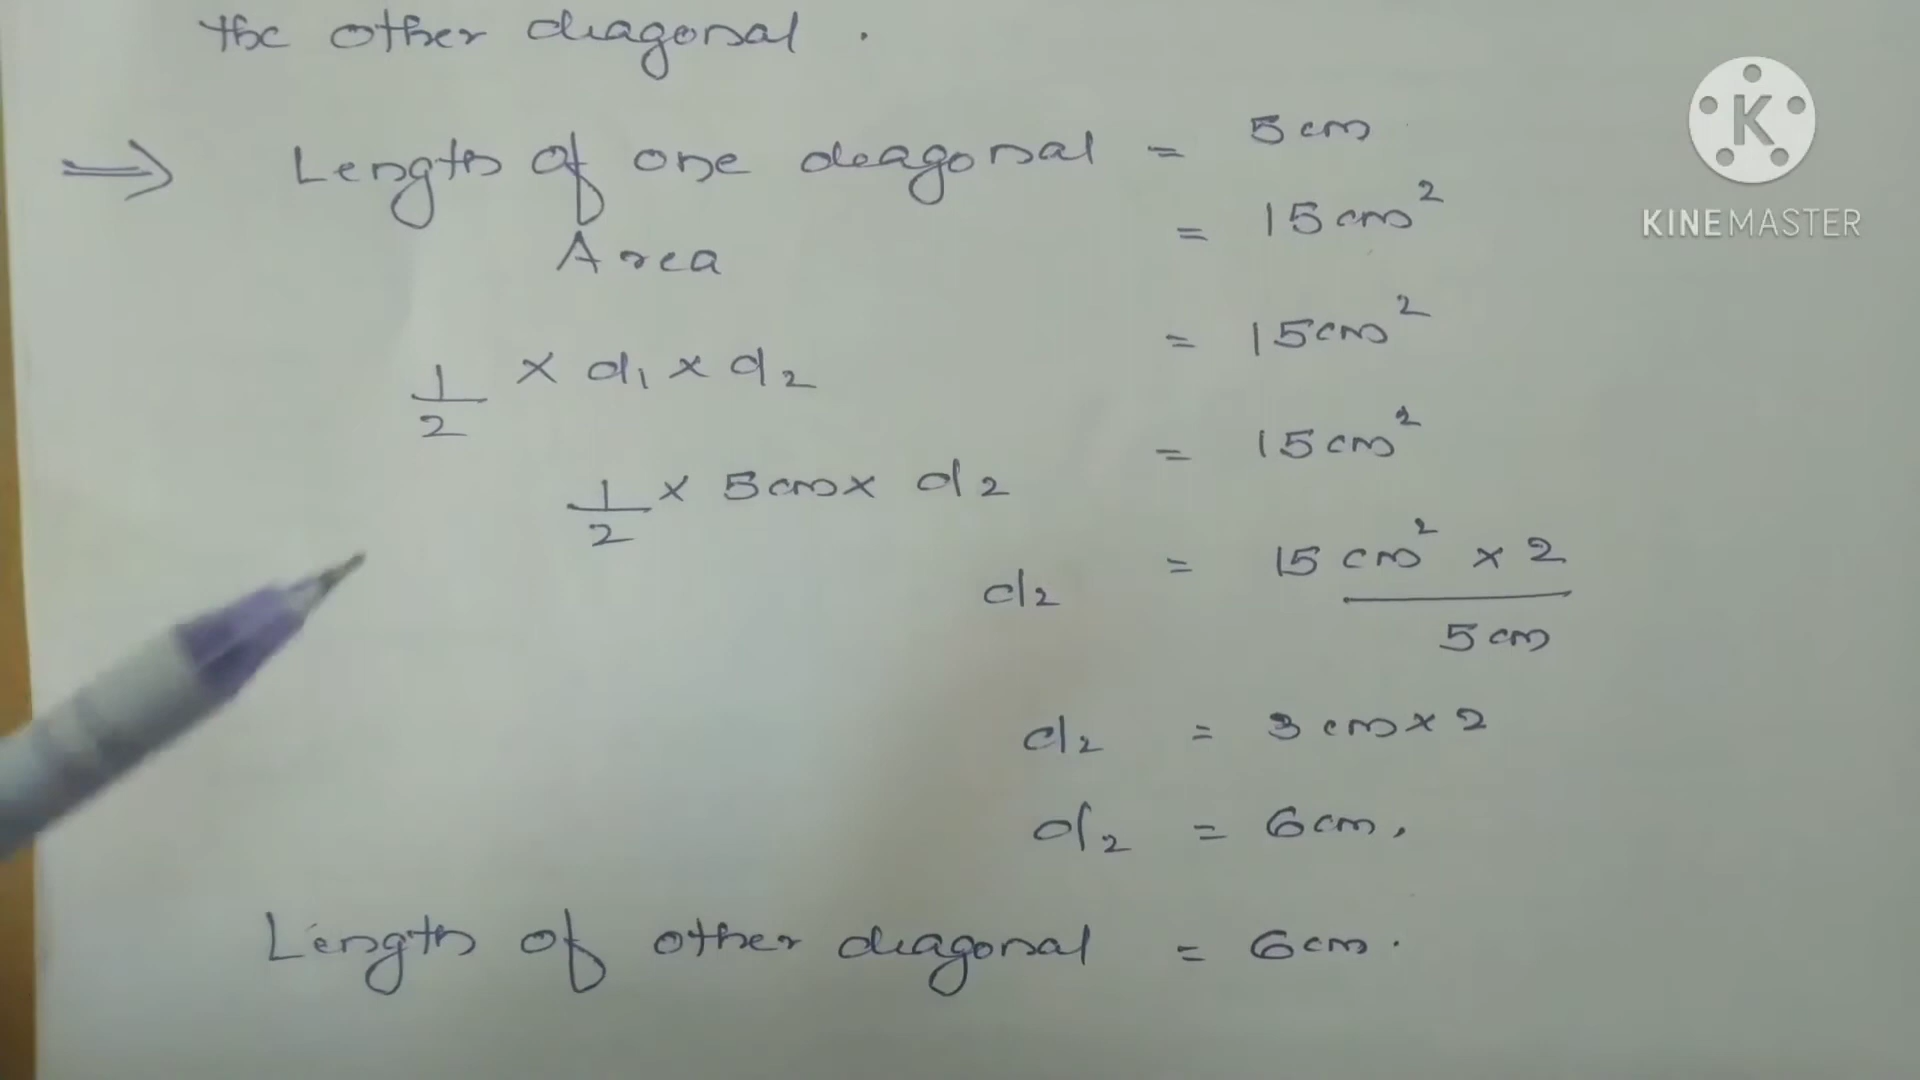 the other diagonal.
⇒ Length of one diagonal = 5 cm
Area = 15 cm²
1/2 × d₁ × d₂ = 15 cm²
1/2 × 5 cm × d₂ = 15 cm²
d₂ = 15 cm² × 2 / 5 cm
d₂ = 3 cm × 2
d₂ = 6 cm.
Length of other diagonal = 6 cm.
K
KINEMASTER